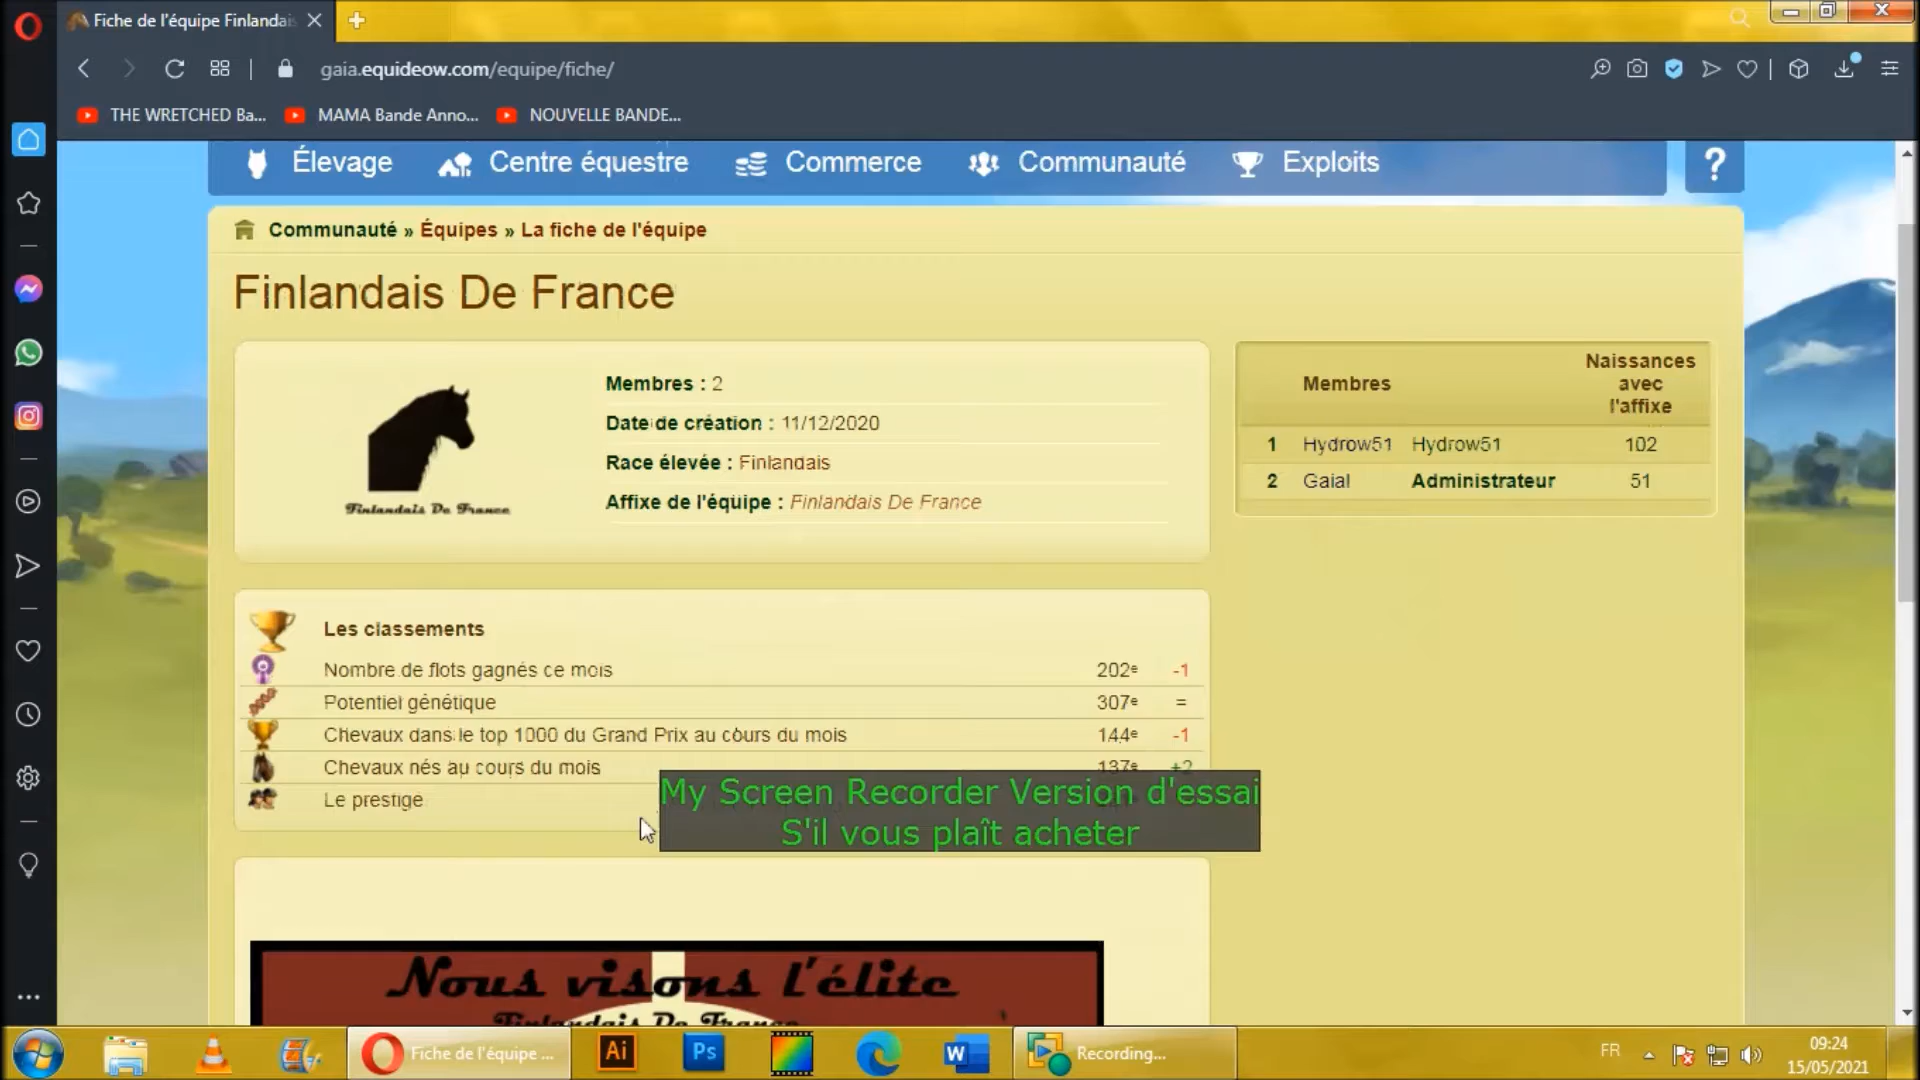 Fiche de l'équipe Finlandais
gaia.equideow.com/equipe/fiche/
THE WRETCHED Ba... MAMA Bande Anno... NOUVELLE BANDE...
Élevage Centre équestre Commerce Communauté Exploits ?
Communauté » Équipes » La fiche de l'équipe
Finlandais De France
Membres : 2
Date de création : 11/12/2020
Race élevée : Finlandais
Affixe de l'équipe : Finlandais De France
Finlandais De France
Membres Naissances
avec
l'affixe
1 Hydrow51 Hydrow51 102
2 Gaial Administrateur 51
Les classements
Nombre de flots gagnés ce mois 202e -1
Potentiel génétique 307e =
Chevaux dans le top 1000 du Grand Prix au cours du mois 144e -1
Chevaux nés au cours du mois 137e +2
Le prestige
My Screen Recorder Version d'essai
S'il vous plaît acheter
Nous visons l'élite
Finlandais De France
Fiche de l'équipe ... Ai Ps W Recording... FR 09:24
15/05/2021